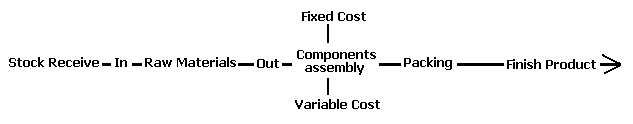 Fixed Cost
Stock Receive In Raw Materials Out Components assembly Packing Finish Product
Variable Cost